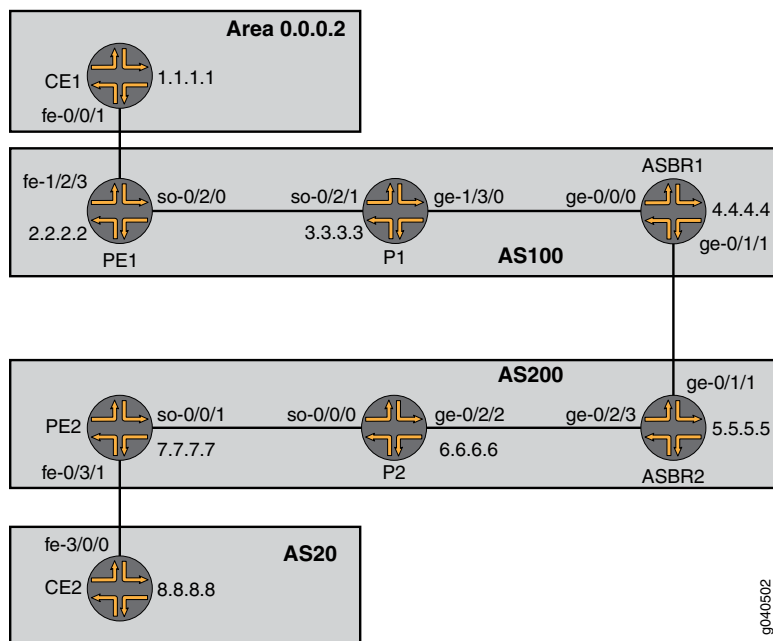 Area 0.0.0.2
CE1
1.1.1.1
fe-0/0/1
ASBR1
fe-1/2/3
so-0/2/0
so-0/2/1
ge-1/3/0
ge-0/0/0
4.4.4.4
2.2.2.2
3.3.3.3
ge-0/1/1
PE1
P1
AS100
AS200
ge-0/1/1
PE2
so-0/0/1
so-0/0/0
ge-0/2/2
ge-0/2/3
5.5.5.5
7.7.7.7
6.6.6.6
fe-0/3/1
P2
ASBR2
fe-3/0/0
AS20
CE2
8.8.8.8
g040502